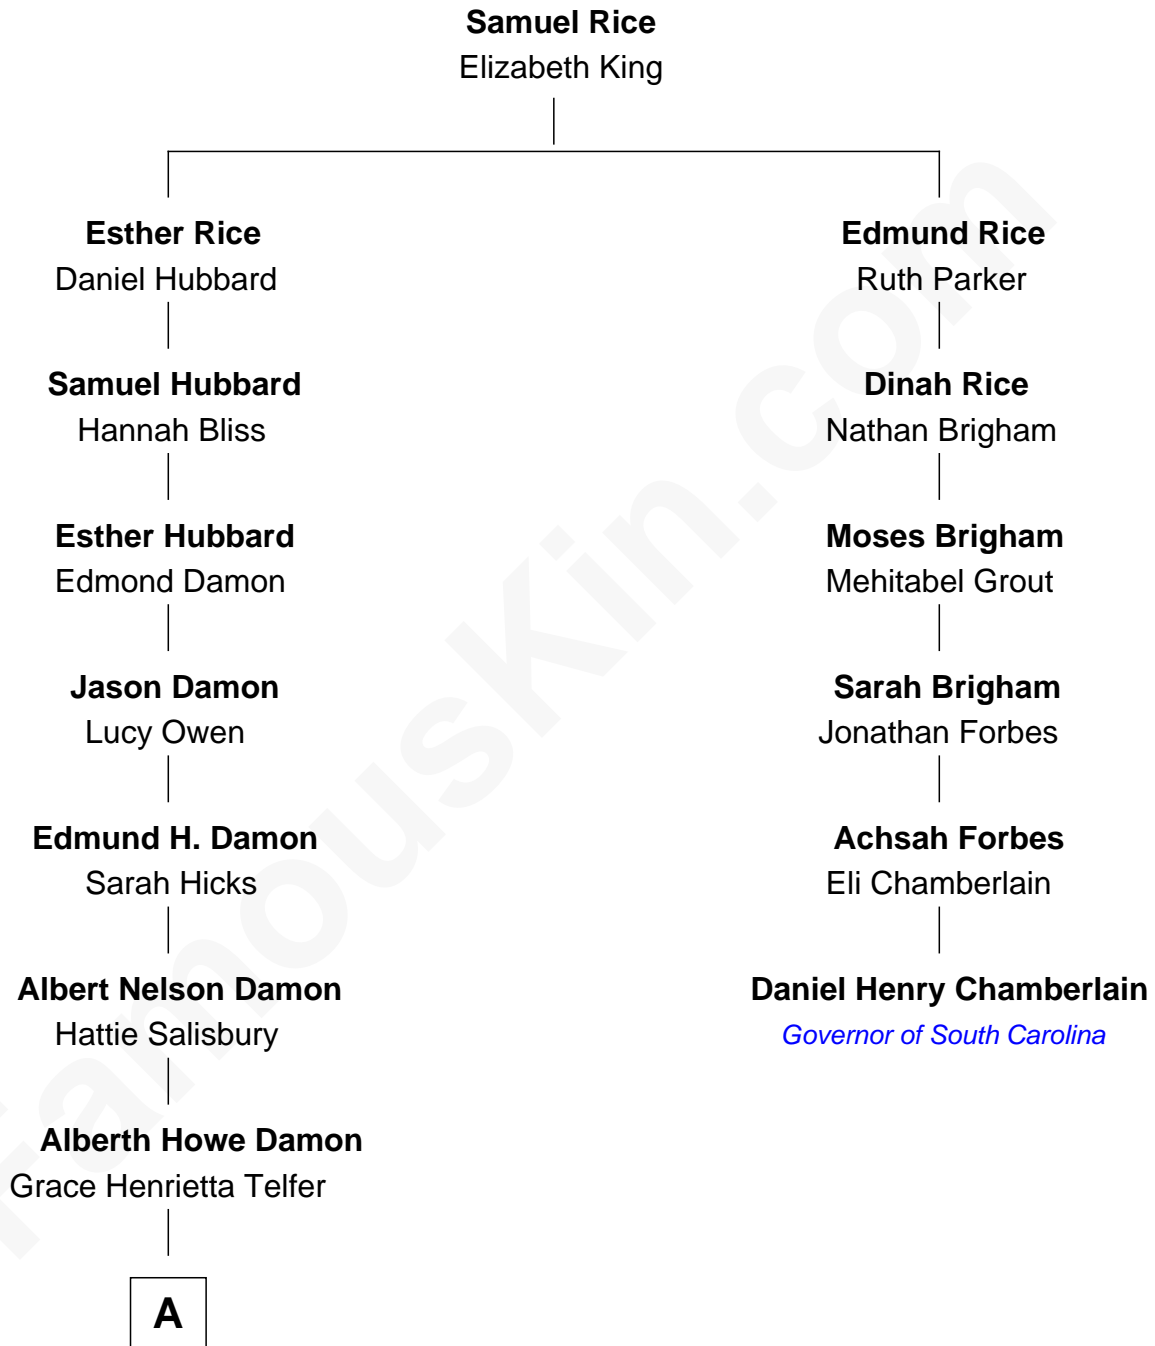 Samuel Rice
Elizabeth King
Esther Rice
Daniel Hubbard
Samuel Hubbard
Hannah Bliss
Esther Hubbard
Edmond Damon
Jason Damon
Lucy Owen
Edmund H. Damon
Sarah Hicks
Albert Nelson Damon
Hattie Salisbury
Alberth Howe Damon
Grace Henrietta Telfer
A
Edmund Rice
Ruth Parker
Dinah Rice
Nathan Brigham
Moses Brigham
Mehitabel Grout
Sarah Brigham
Jonathan Forbes
Achsah Forbes
Eli Chamberlain
Daniel Henry Chamberlain
Governor of South Carolina
FamousKin.com